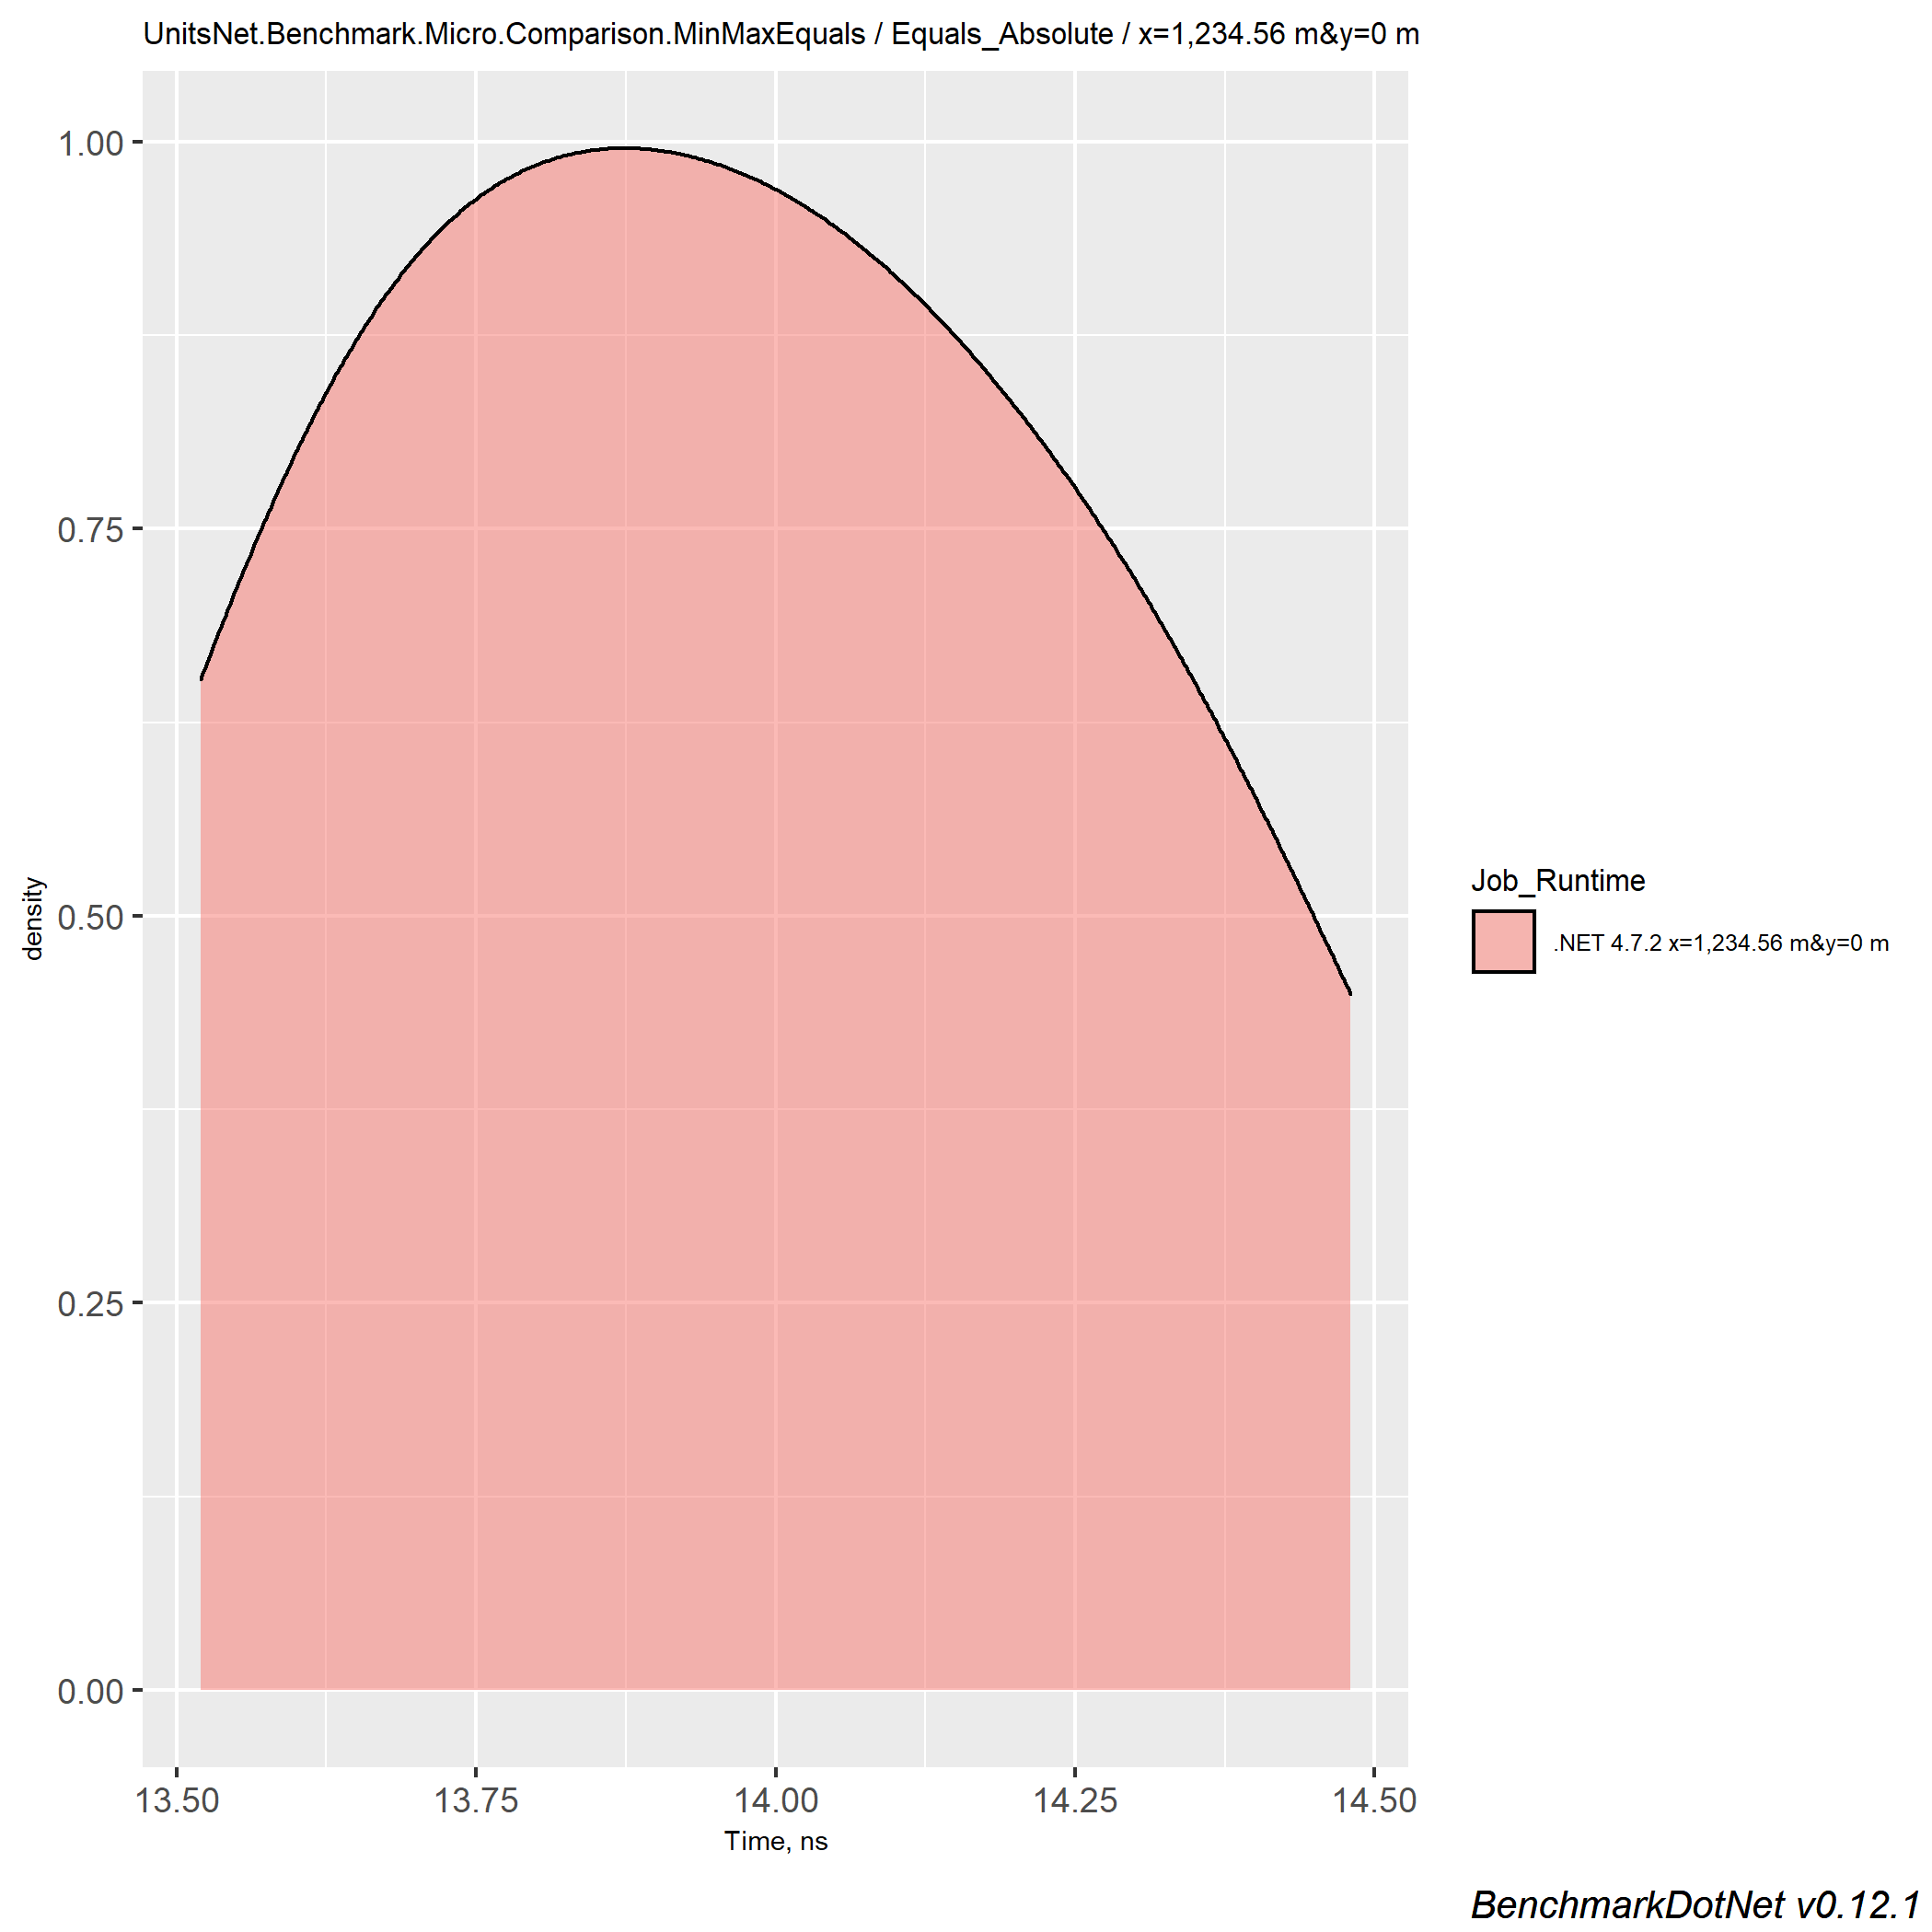 UnitsNet.Benchmark.Micro.Comparison.MinMaxEquals / Equals_Absolute / x=1,234.56 m&y=0 m
1.00
0.75
0.50
0.25
0.00
density
13.50 13.75 14.00 14.25 14.50
Time, ns
Job_Runtime
.NET 4.7.2 x=1,234.56 m&y=0 m
BenchmarkDotNet v0.12.1